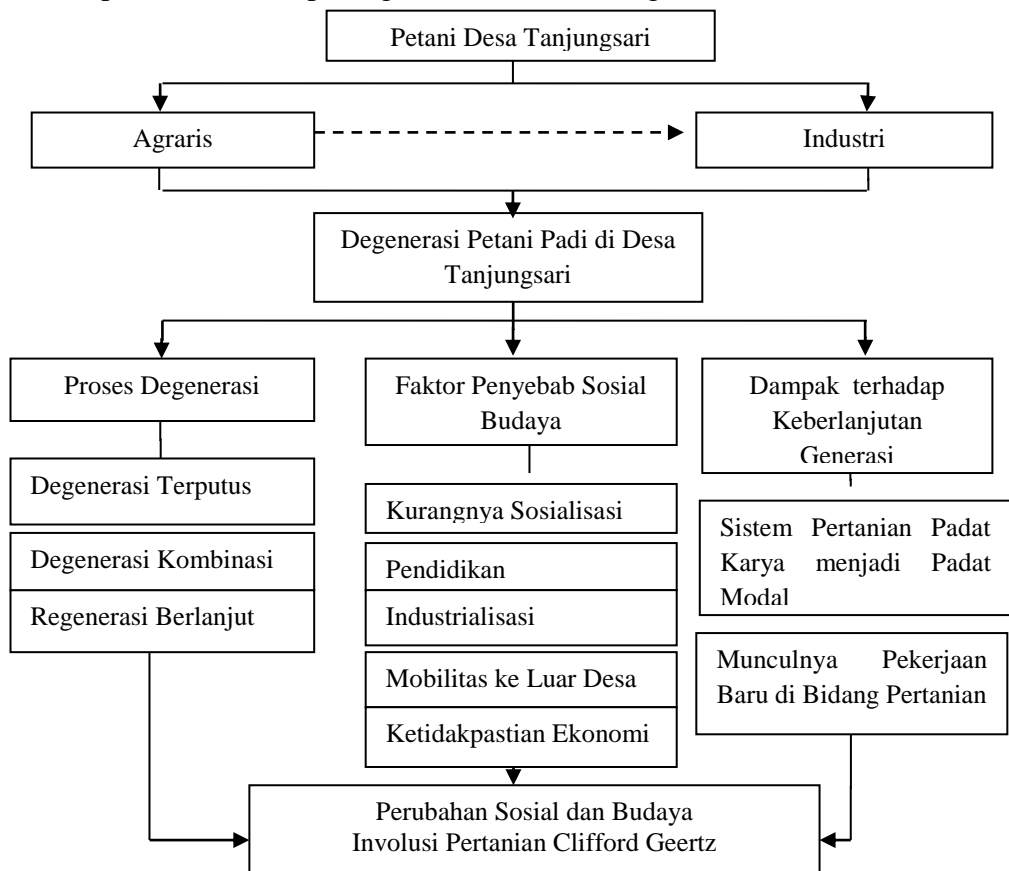 Petani Desa Tanjungsari
Agraris
Industri
Degenerasi Petani Padi di Desa
Tanjungsari
Proses Degenerasi
Degenerasi Terputus
Degenerasi Kombinasi
Regenerasi Berlanjut
Faktor Penyebab Sosial
Budaya
Kurangnya Sosialisasi
Pendidikan
Industrialisasi
Mobilitas ke Luar Desa
Ketidakpastian Ekonomi
Dampak terhadap
Keberlanjutan
Generasi
Sistem Pertanian Padat
Karya menjadi Padat
Modal
Munculnya Pekerjaan
Baru di Bidang Pertanian
Perubahan Sosial dan Budaya
Involusi Pertanian Clifford Geertz